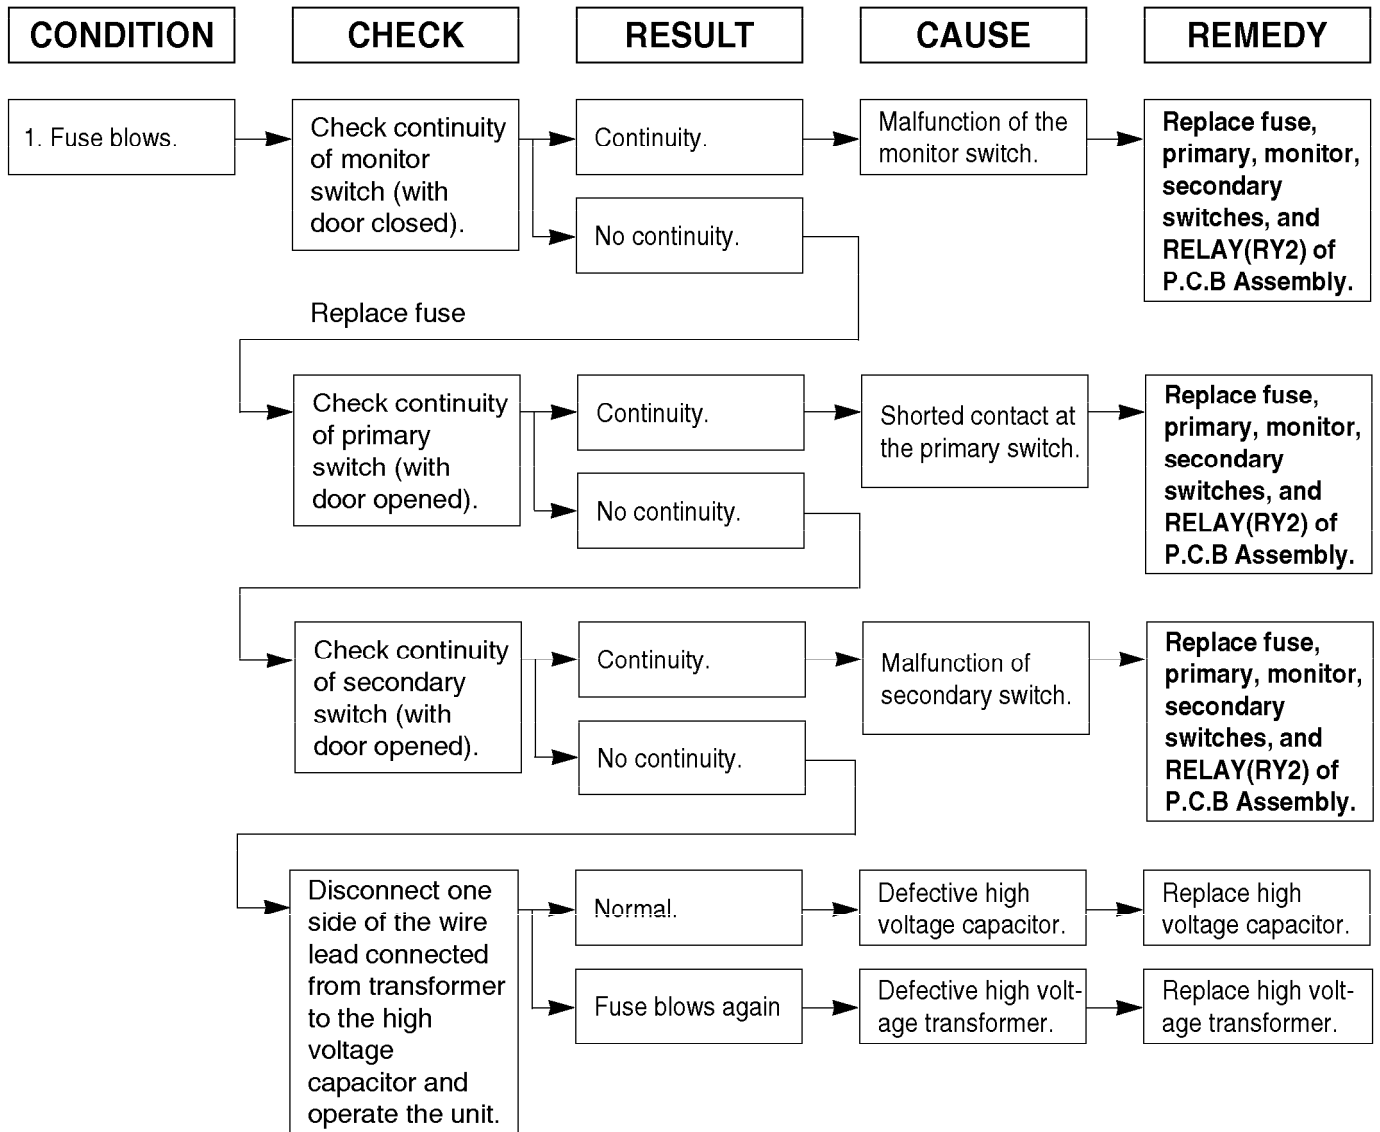 CONDITION
CHECK
RESULT
CAUSE
REMEDY
1. Fuse blows.
Check continuity
of monitor
switch (with
door closed).
Continuity.
Malfunction of the
monitor switch.
Replace fuse,
primary, monitor,
secondary
switches, and
RELAY(RY2) of
P.C.B Assembly.
No continuity.
Replace fuse
Check continuity
of primary
switch (with
door opened).
Continuity.
Shorted contact at
the primary switch.
Replace fuse,
primary, monitor,
secondary
switches, and
RELAY(RY2) of
P.C.B Assembly.
No continuity.
Check continuity
of secondary
switch (with
door opened).
Continuity.
Malfunction of
secondary switch.
Replace fuse,
primary, monitor,
secondary
switches, and
RELAY(RY2) of
P.C.B Assembly.
No continuity.
Disconnect one
side of the wire
lead connected
from transformer
to the high
voltage
capacitor and
operate the unit.
Normal.
Defective high
voltage capacitor.
Replace high
voltage capacitor.
Fuse blows again
Defective high volt-
age transformer.
Replace high volt-
age transformer.